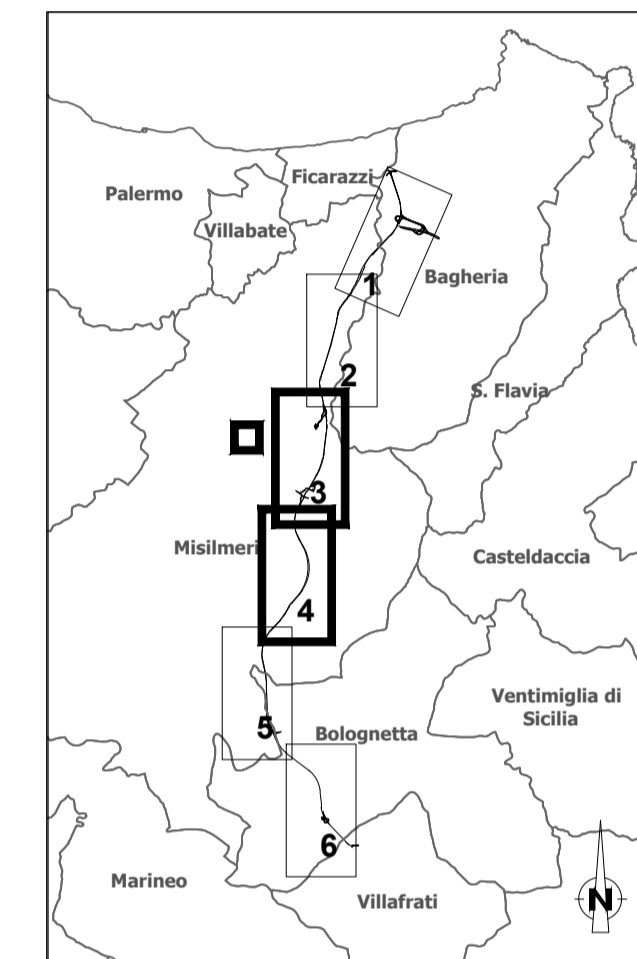 Ficarazzi
Palermo
Villabate
Bagheria
1
2
S. Flavia
3
Misilmeri
Casteldaccia
4
Ventimiglia di
Sicilia
5
Bolognetta
6
Marineo
Villafrati
N